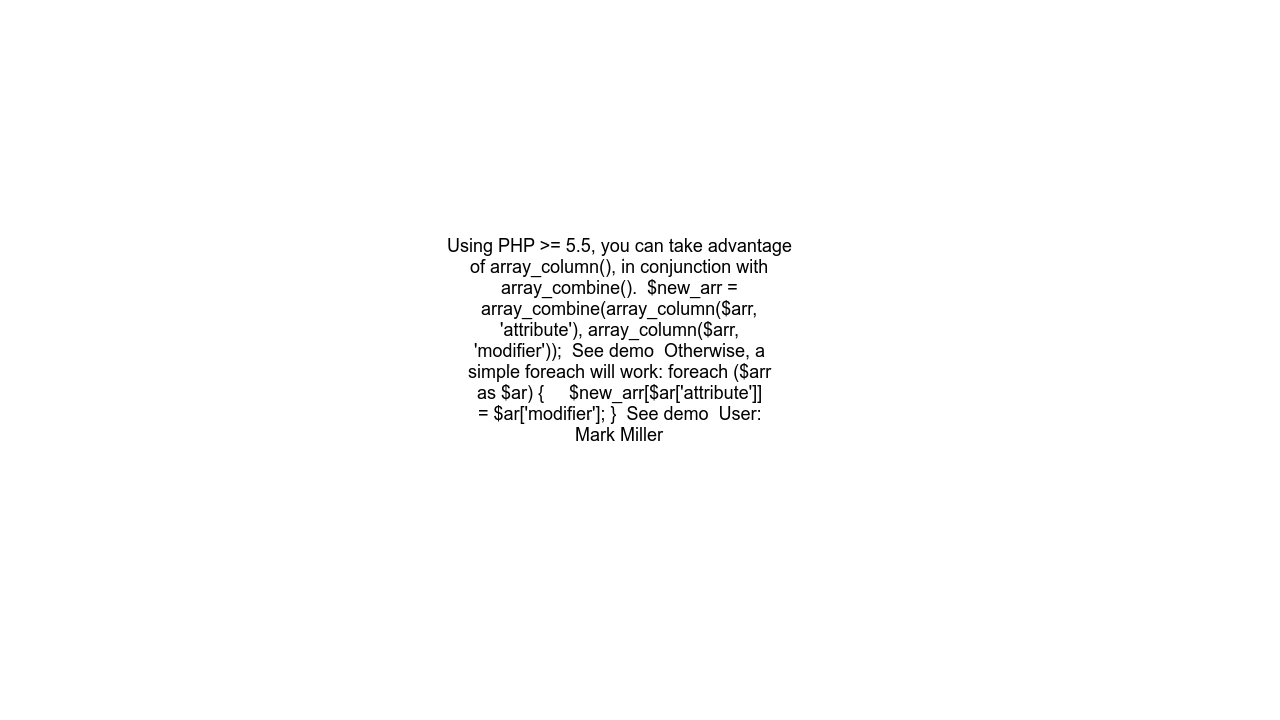 Using PHP >= 5.5, you can take advantage
of array_column(), in conjunction with
array_combine().  $new_arr =
array_combine(array_column($arr,
'attribute'), array_column($arr,
'modifier'));  See demo  Otherwise, a
simple foreach will work: foreach ($arr
as $ar) {     $new_arr[$ar['attribute']]
= $ar['modifier']; }  See demo  User:
Mark Miller